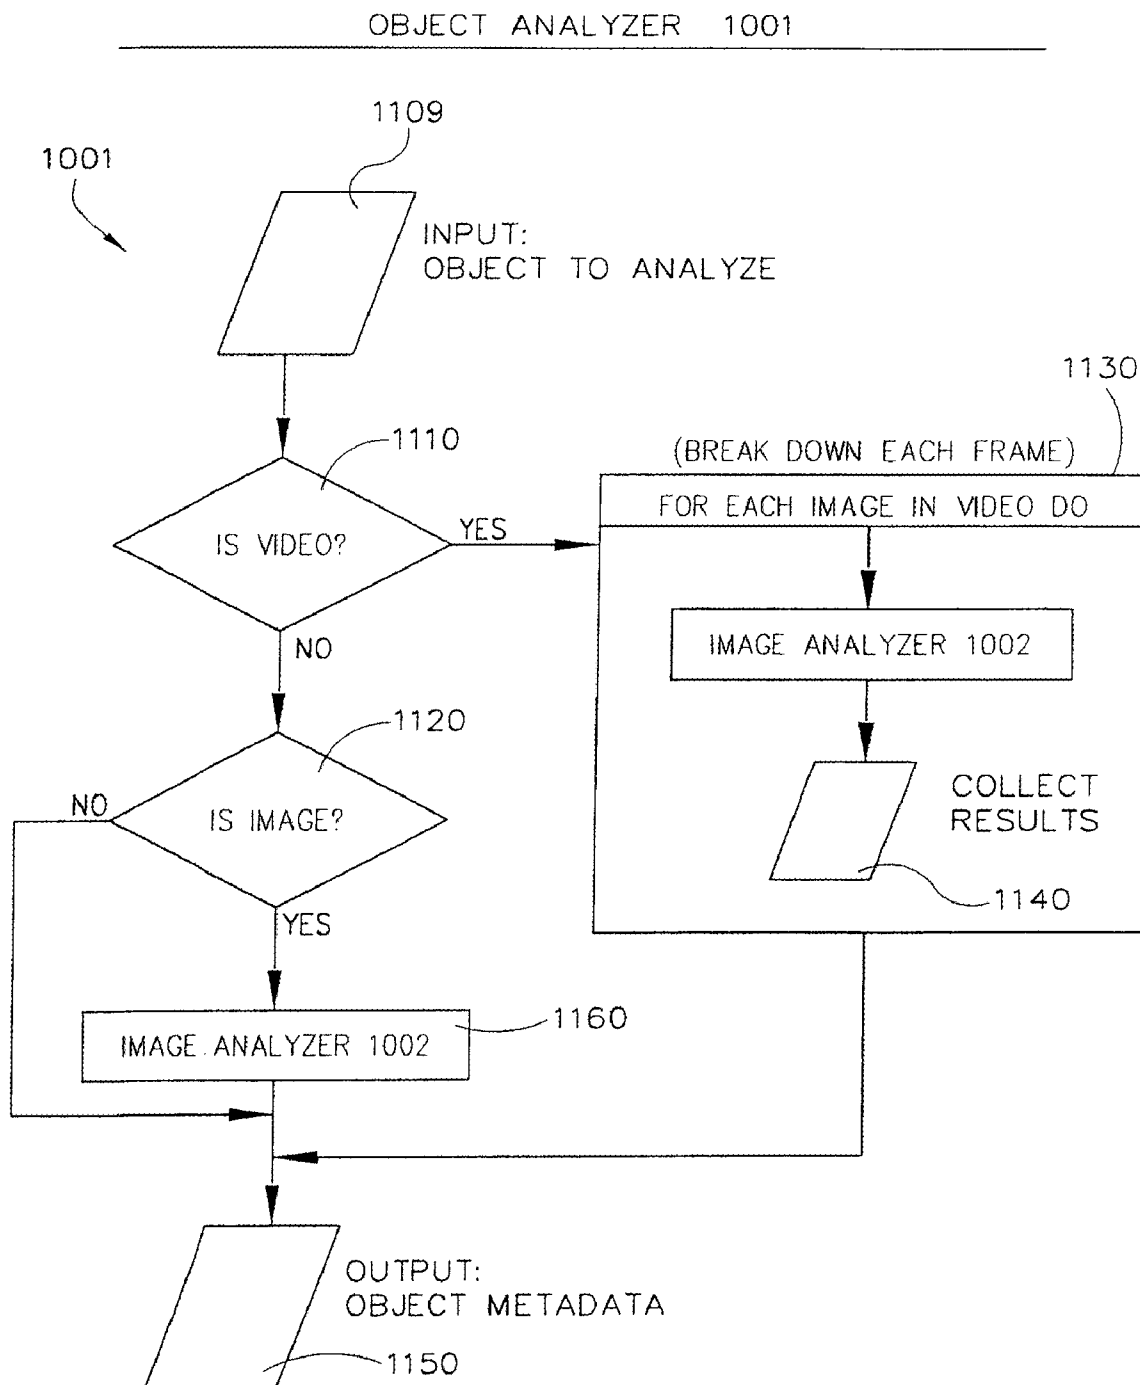 OBJECT ANALYZER 1001
1109
1001
INPUT:
OBJECT TO ANALYZE
1130
1110
(BREAK DOWN EACH FRAME)
FOR EACH IMAGE IN VIDEO DO
IS VIDEO?
YES
NO
IMAGE ANALYZER 1002
1120
NO
IS IMAGE?
COLLECT
RESULTS
1140
YES
1160
IMAGE ANALYZER 1002
OUTPUT:
OBJECT METADATA
1150